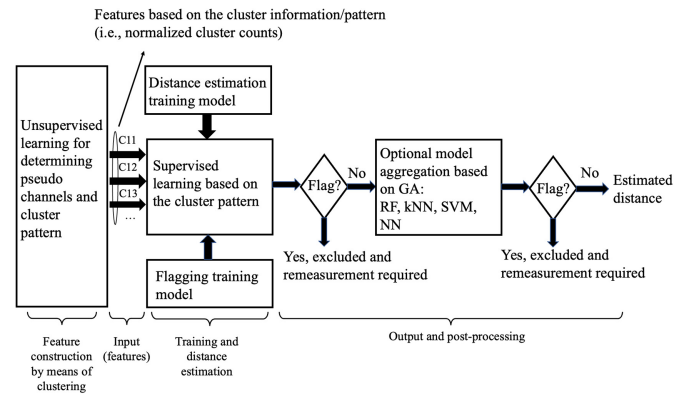 Features based on the cluster information/pattern
(i.e., normalized cluster counts)
Distance estimation
training model
Unsupervised
learning for
determining
pseudo
channels and
cluster
pattern
C11
C12
C13
...
Supervised
learning based on
the cluster pattern
Flagging training
model
Flag?
No
Yes, excluded and
remeasurement required
Optional model
aggregation based
on GA:
RF, kNN, SVM,
NN
Flag?
No
Yes, excluded and
remeasurement required
Estimated
distance
Feature
construction
by means of
clustering
Input
(features)
Training and
distance
estimation
Output and post-processing